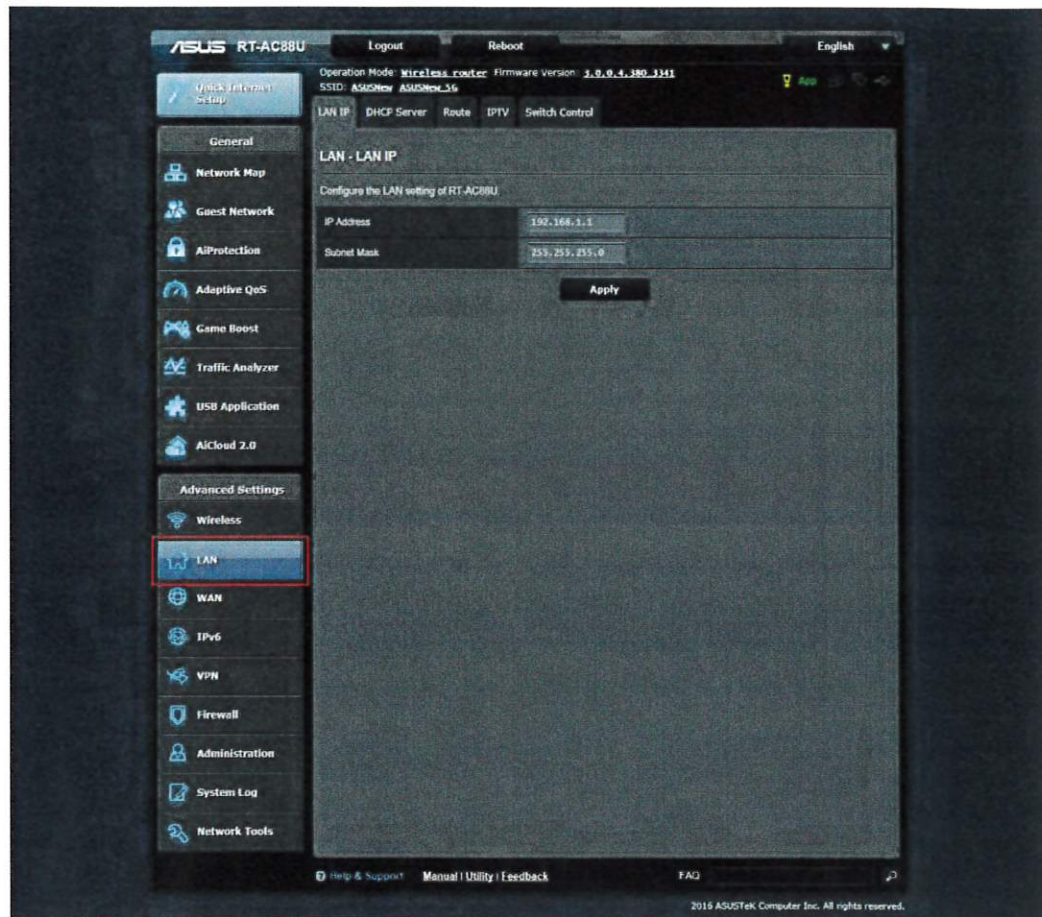 ASUS RT-AC88U Logout Reboot English
Quick Internet Setup
Operation Mode: Wireless router Firmware Version: 3.0.0.4.380_3341
SSID: ASUSNew ASUSNew_5G
App
LAN IP DHCP Server Route IPTV Switch Control
General
Network Map
Guest Network
AiProtection
Adaptive QoS
Game Boost
Traffic Analyzer
USB Application
AiCloud 2.0
Advanced Settings
Wireless
LAN
WAN
IPv6
VPN
Firewall
Administration
System Log
Network Tools
LAN - LAN IP
Configure the LAN setting of RT-AC88U.
IP Address 192.168.1.1
Subnet Mask 255.255.255.0
Apply
Help & Support Manual | Utility | Feedback FAQ
2016 ASUSTeK Computer Inc. All rights reserved.